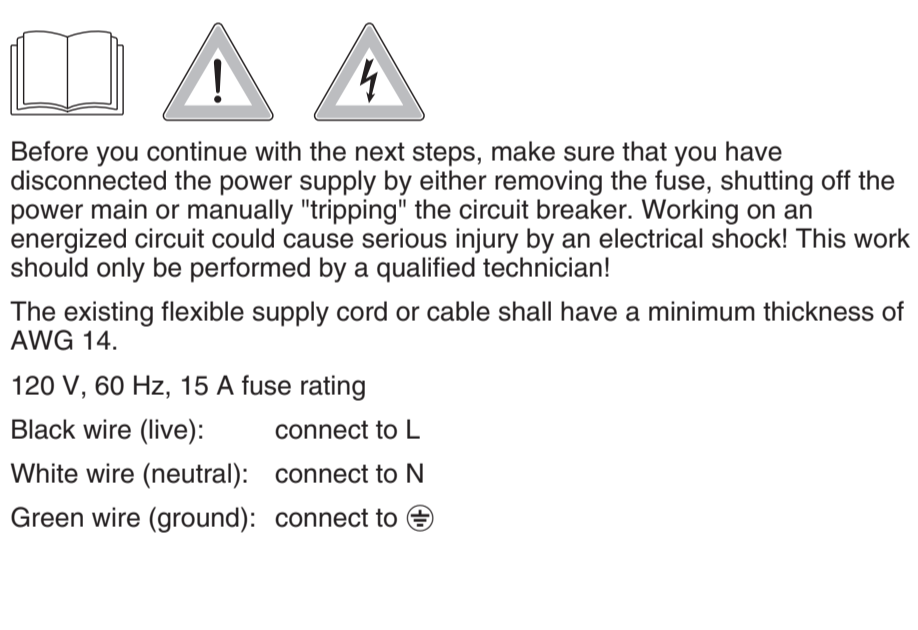 Before you continue with the next steps, make sure that you have
disconnected the power supply by either removing the fuse, shutting off the
power main or manually "tripping" the circuit breaker. Working on an
energized circuit could cause serious injury by an electrical shock! This work
should only be performed by a qualified technician!
The existing flexible supply cord or cable shall have a minimum thickness of
AWG 14.
120 V, 60 Hz, 15 A fuse rating
Black wire (live): connect to L
White wire (neutral): connect to N
Green wire (ground): connect to ⏚